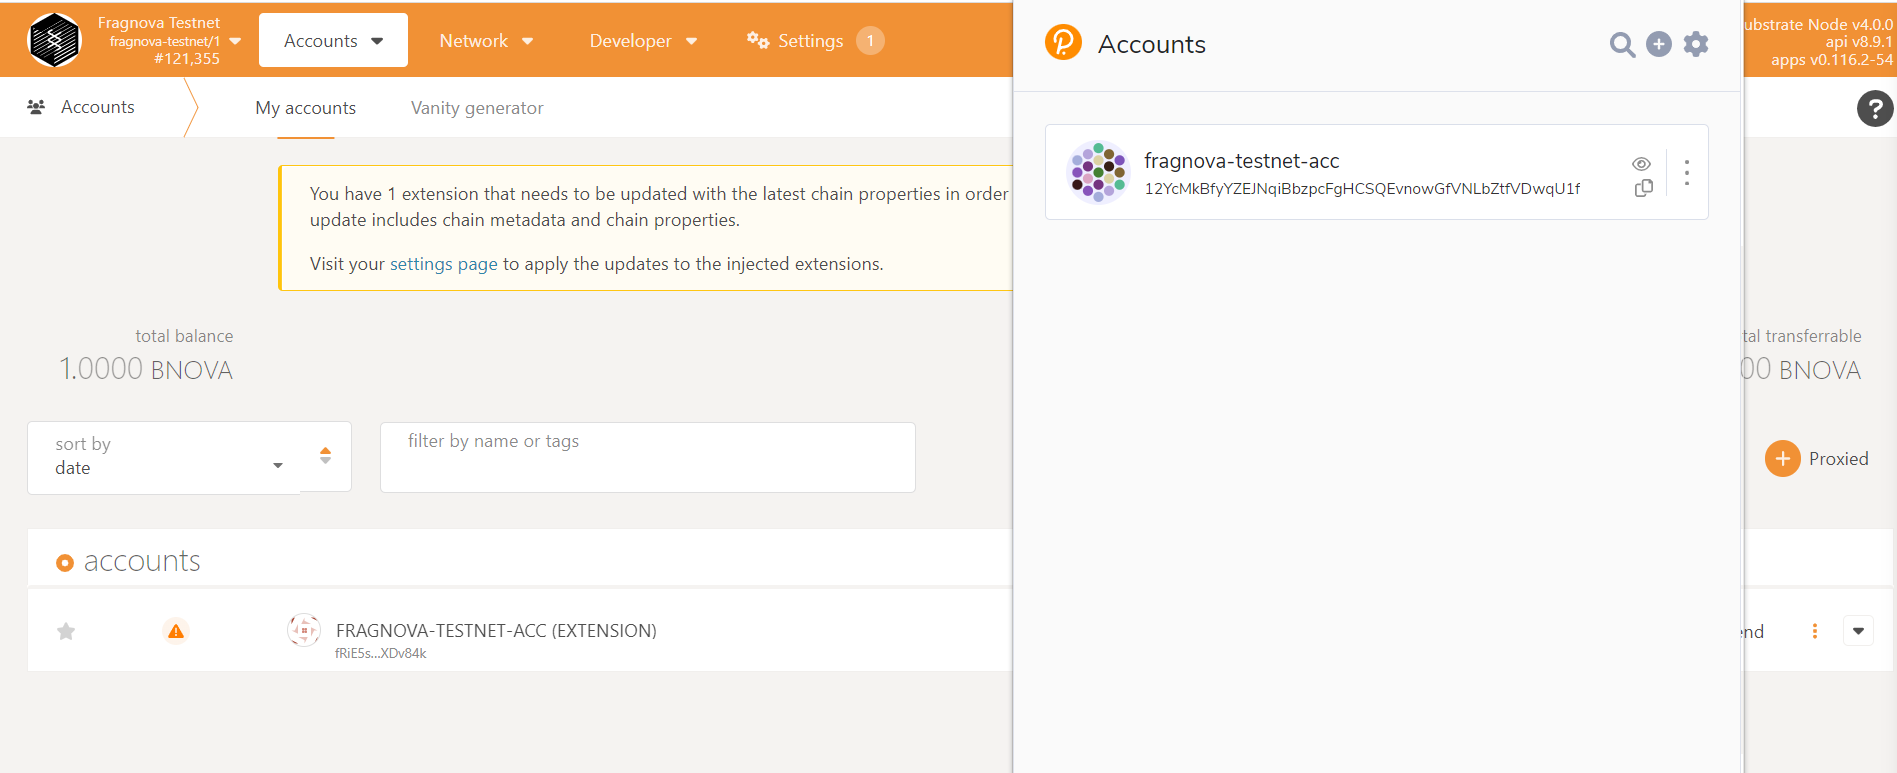 Fragnova Testnet
fragnova-testnet/1
#121,355
Accounts
Network
Developer
Settings
1
Accounts
ubstrate Node v4.0.0
api v8.9.1
apps v0.116.2-54
Accounts
My accounts
Vanity generator
?
fragnova-testnet-acc
12YcMkBfyYZEJNqiBbzpcFgHCSQEvnowGfVNLbZtfVDwqU1f
You have 1 extension that needs to be updated with the latest chain properties in order
update includes chain metadata and chain properties.
Visit your settings page to apply the updates to the injected extensions.
total balance
1.0000 BNOVA
tal transferrable
00 BNOVA
sort by
date
filter by name or tags
Proxied
accounts
FRAGNOVA-TESTNET-ACC (EXTENSION)
fRiE5s...XDv84k
end